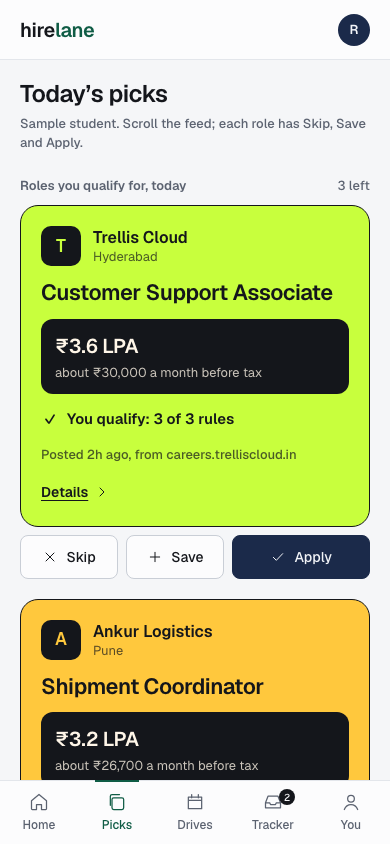 hirelane
R
Today’s picks
Sample student. Scroll the feed; each role has Skip, Save
and Apply.
Roles you qualify for, today
3 left
T
Trellis Cloud
Hyderabad
Customer Support Associate
₹3.6 LPA
about ₹30,000 a month before tax
You qualify: 3 of 3 rules
Posted 2h ago, from careers.trelliscloud.in
Details
Skip
Save
Apply
A
Ankur Logistics
Pune
Shipment Coordinator
₹3.2 LPA
about ₹26,700 a month before tax
2
Home
Picks
Drives
Tracker
You